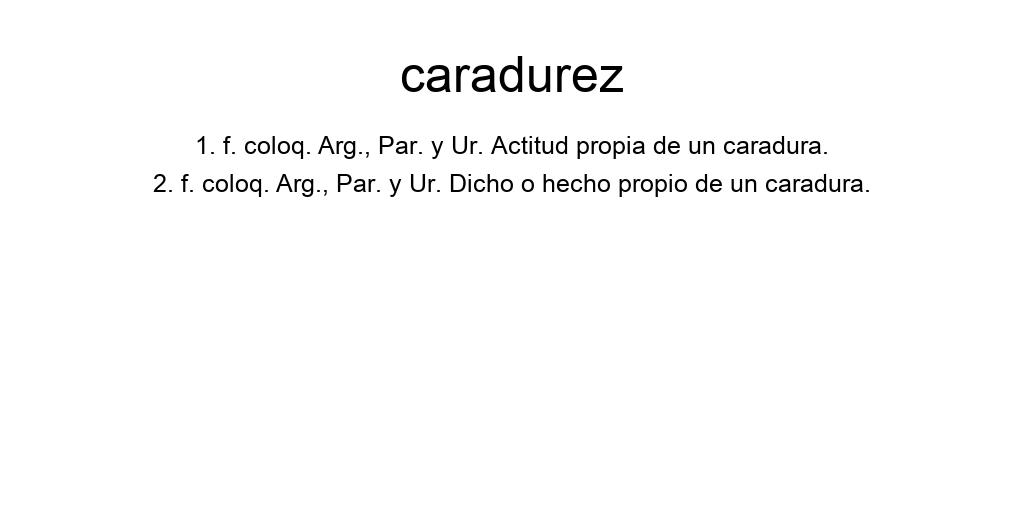 caradurez
1. f. coloq. Arg., Par. y Ur. Actitud propia de un caradura.
2. f. coloq. Arg., Par. y Ur. Dicho o hecho propio de un caradura.